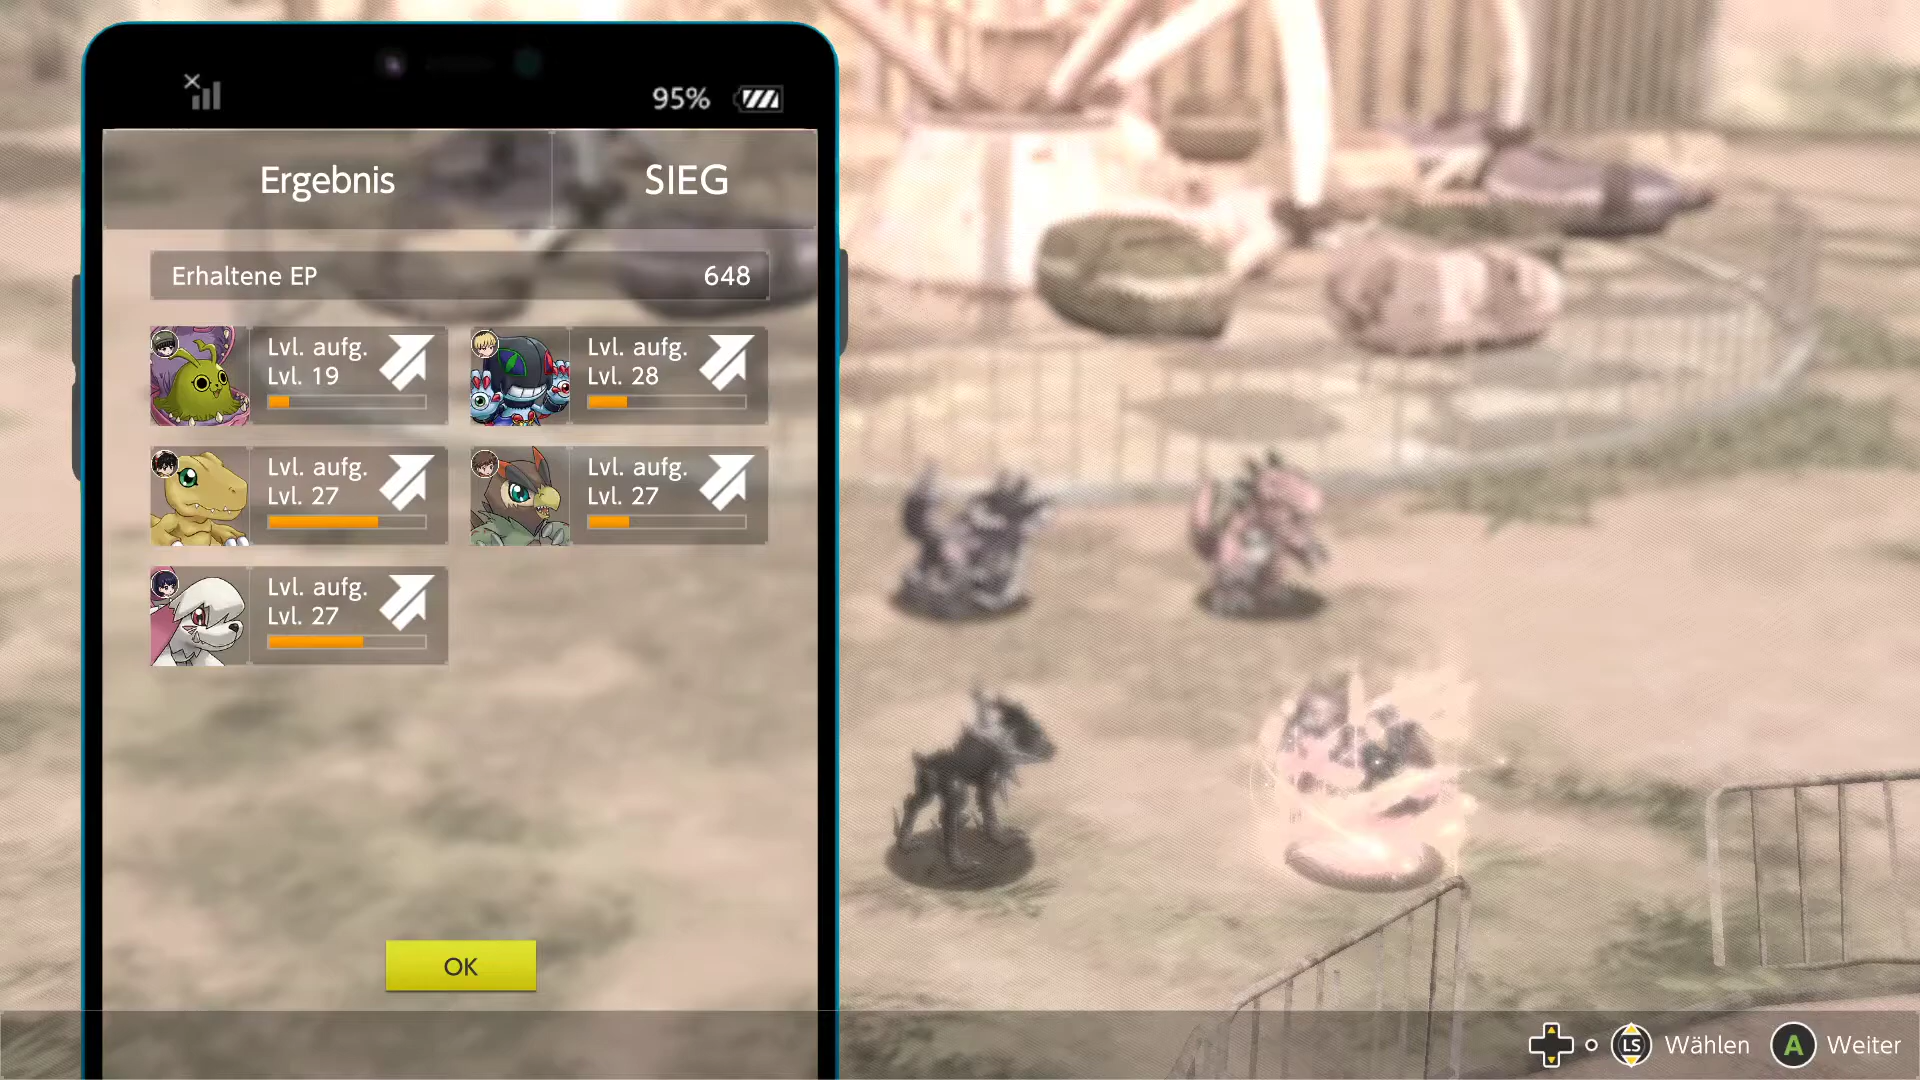 95%
Ergebnis
SIEG
Erhaltene EP
648
Lvl. aufg.
Lvl. 19
Lvl. aufg.
Lvl. 28
Lvl. aufg.
Lvl. 27
Lvl. aufg.
Lvl. 27
Lvl. aufg.
Lvl. 27
OK
o LS Wählen A Weiter